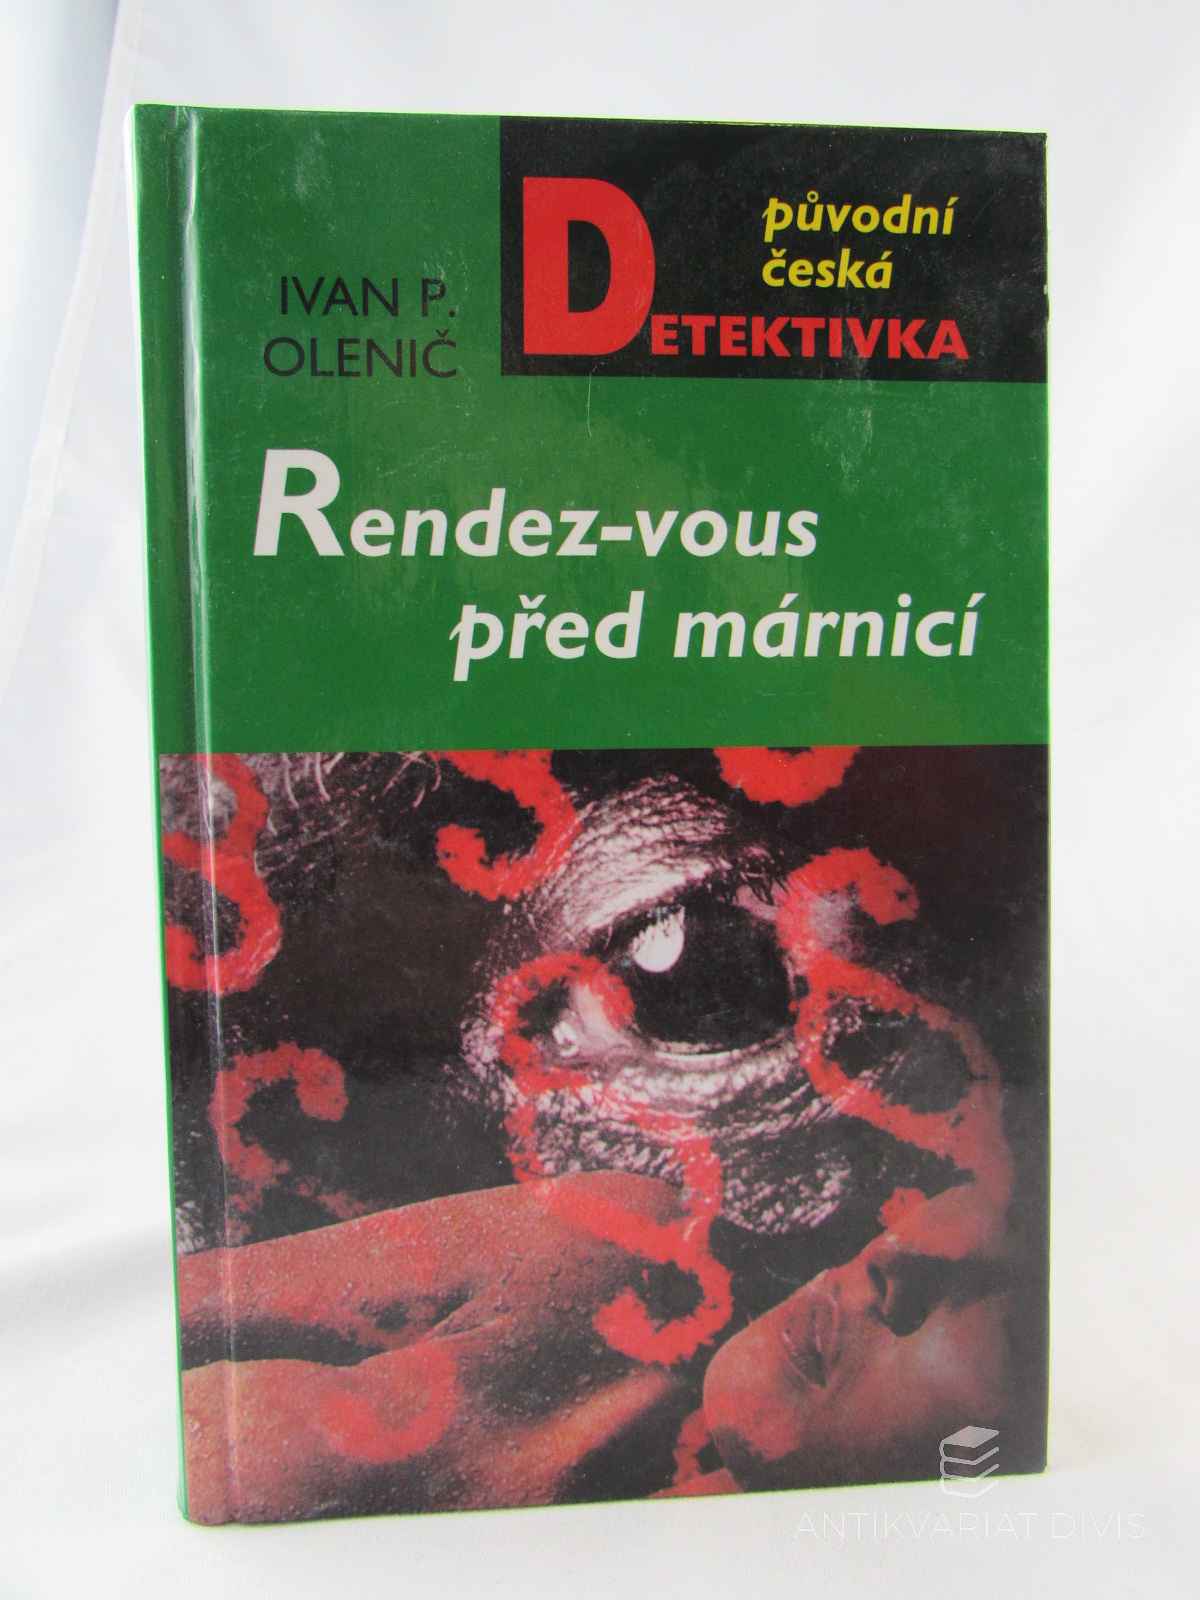 IVAN P.
OLENIČ
původní
česká
DETEKTIVKA
Rendez-vous
před márnicí
ANTIKVARIAT DIVIS